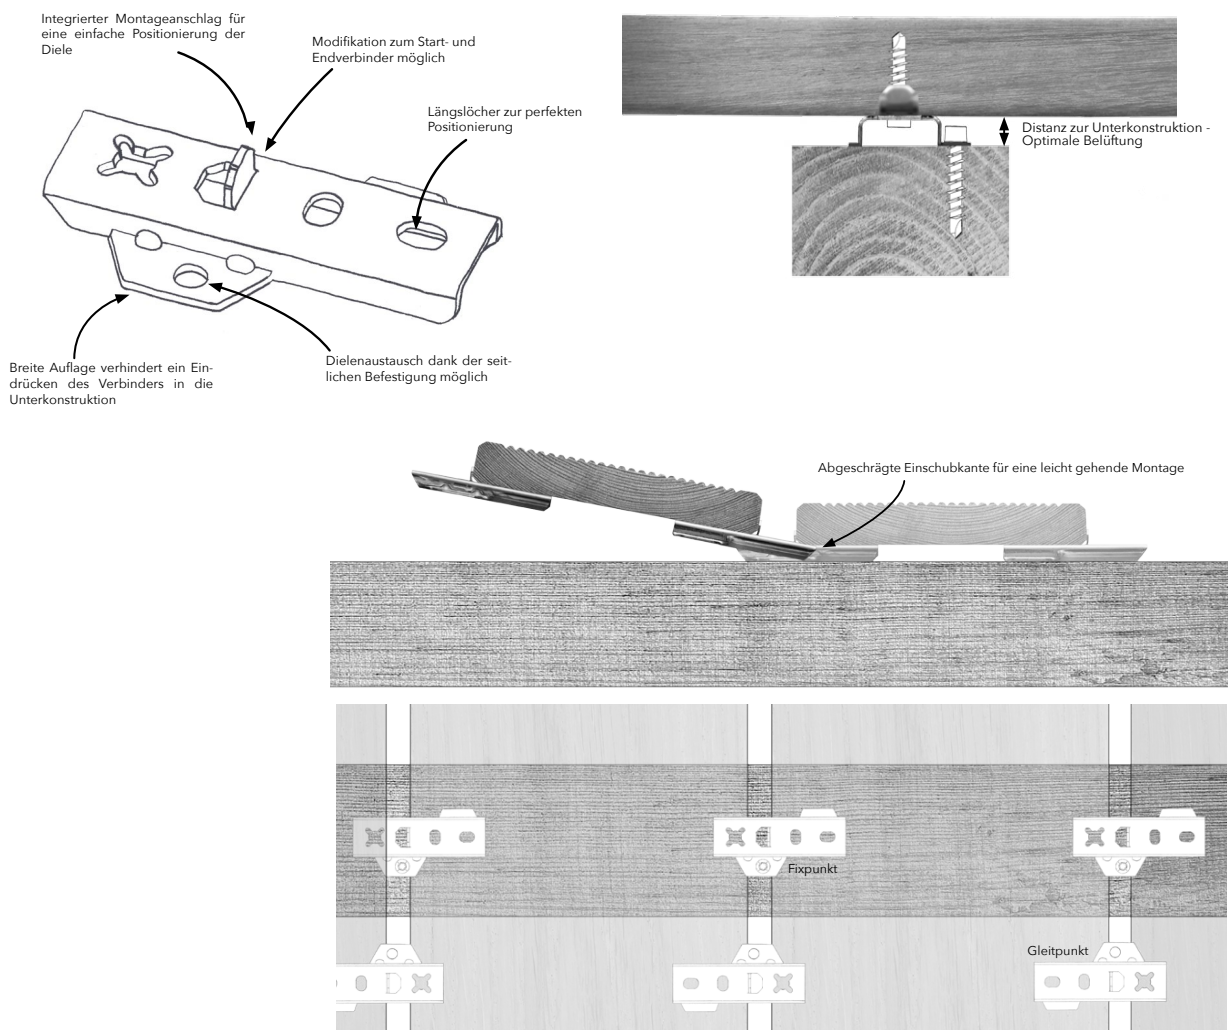 Integrierter Montageanschlag für
eine einfache Positionierung der
Diele
Modifikation zum Start- und
Endverbinder möglich
Längslöcher zur perfekten
Positionierung
Distanz zur Unterkonstruktion -
Optimale Belüftung
Breite Auflage verhindert ein Ein-
drücken des Verbinders in die
Unterkonstruktion
Dielenaustausch dank der seit-
lichen Befestigung möglich
Abgeschrägte Einschubkante für eine leicht gehende Montage
Fixpunkt
Gleitpunkt